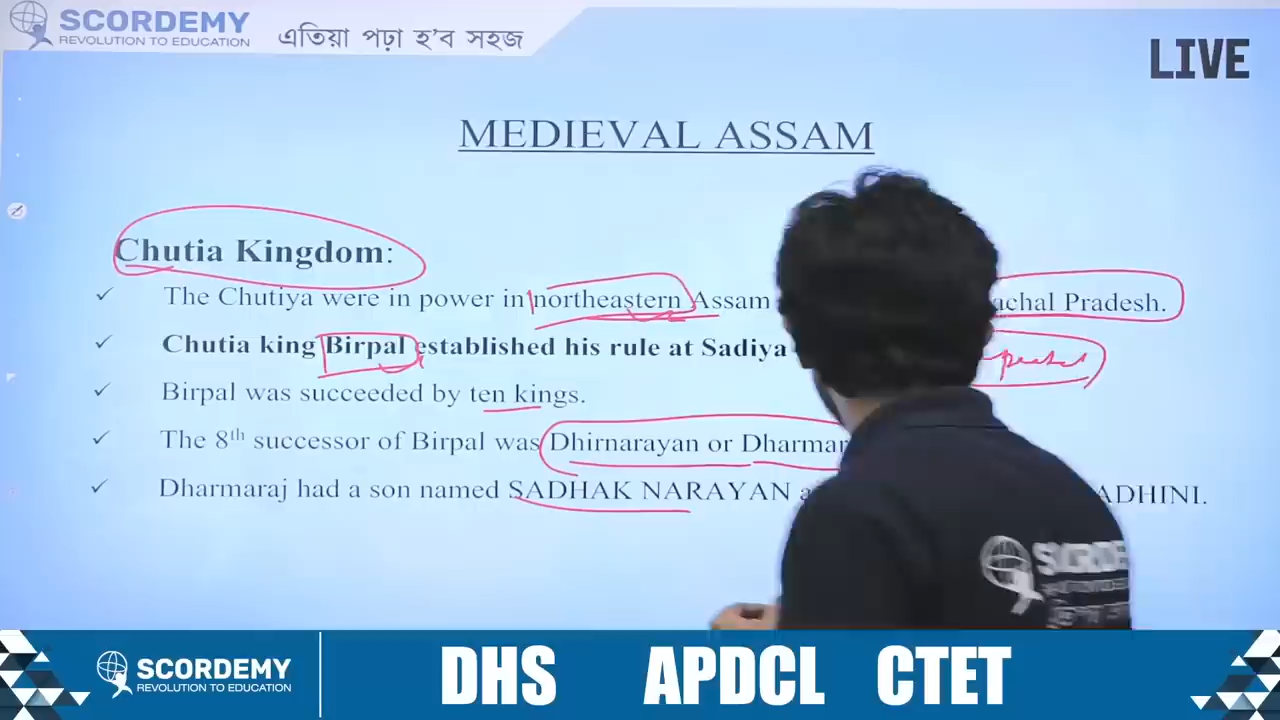 SCORDEMY
REVOLUTION TO EDUCATION
এতিয়া পঢ়া হ'ব সহজ
LIVE
MEDIEVAL ASSAM
Chutia Kingdom:
✓ The Chutiya were in power in northeastern Assam achal Pradesh.
✓ Chutia king Birpal established his rule at Sadiya
✓ Birpal was succeeded by ten kings.
✓ The 8th successor of Birpal was Dhirnarayan or Dharmar
✓ Dharmaraj had a son named SADHAK NARAYAN ADHINI.
SCORDEMY
REVOLUTION TO EDUCATION
DHS APDCL CTET